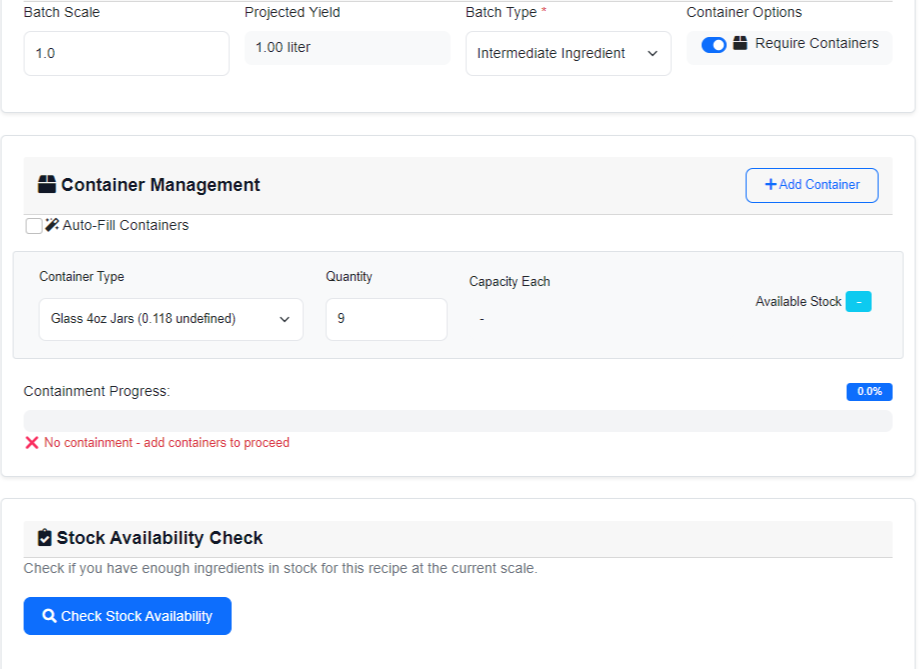 Batch Scale Projected Yield Batch Type * Container Options
1.0 1.00 liter Intermediate Ingredient Require Containers
Container Management + Add Container
Auto-Fill Containers
Container Type Quantity Capacity Each
Glass 4oz Jars (0.118 undefined) 9 - Available Stock -
Containment Progress: 0.0%
No containment - add containers to proceed
Stock Availability Check
Check if you have enough ingredients in stock for this recipe at the current scale.
Check Stock Availability